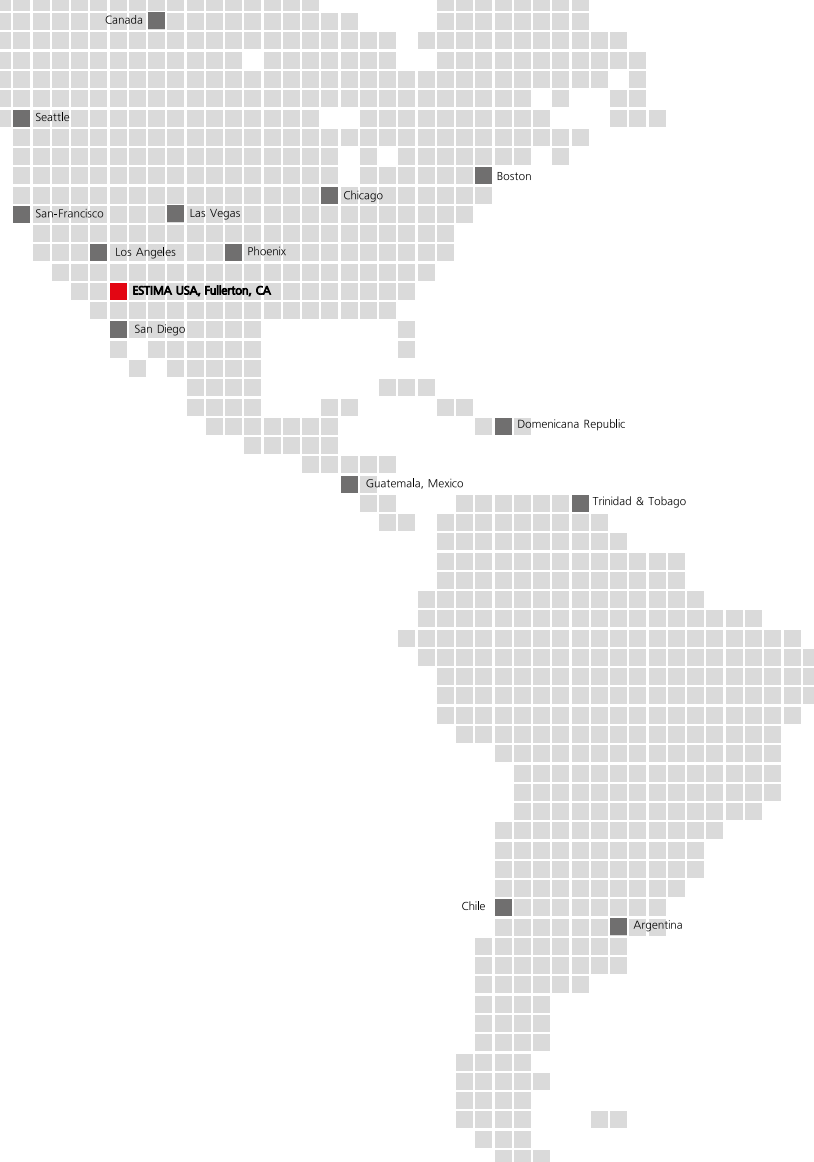 Canada
Seattle
Boston
Chicago
San-Francisco
Las Vegas
Los Angeles
Phoenix
ESTIMA USA, Fullerton, CA
San Diego
Domenicana Republic
Guatemala, Mexico
Trinidad & Tobago
Chile
Argentina